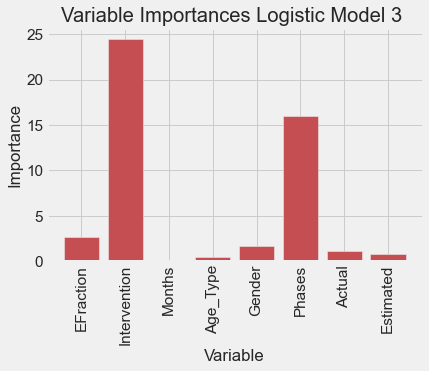 Variable Importances Logistic Model 3
Importance
25
20
15
10
5
0
EFraction
Intervention
Months
Age_Type
Gender
Phases
Actual
Estimated
Variable